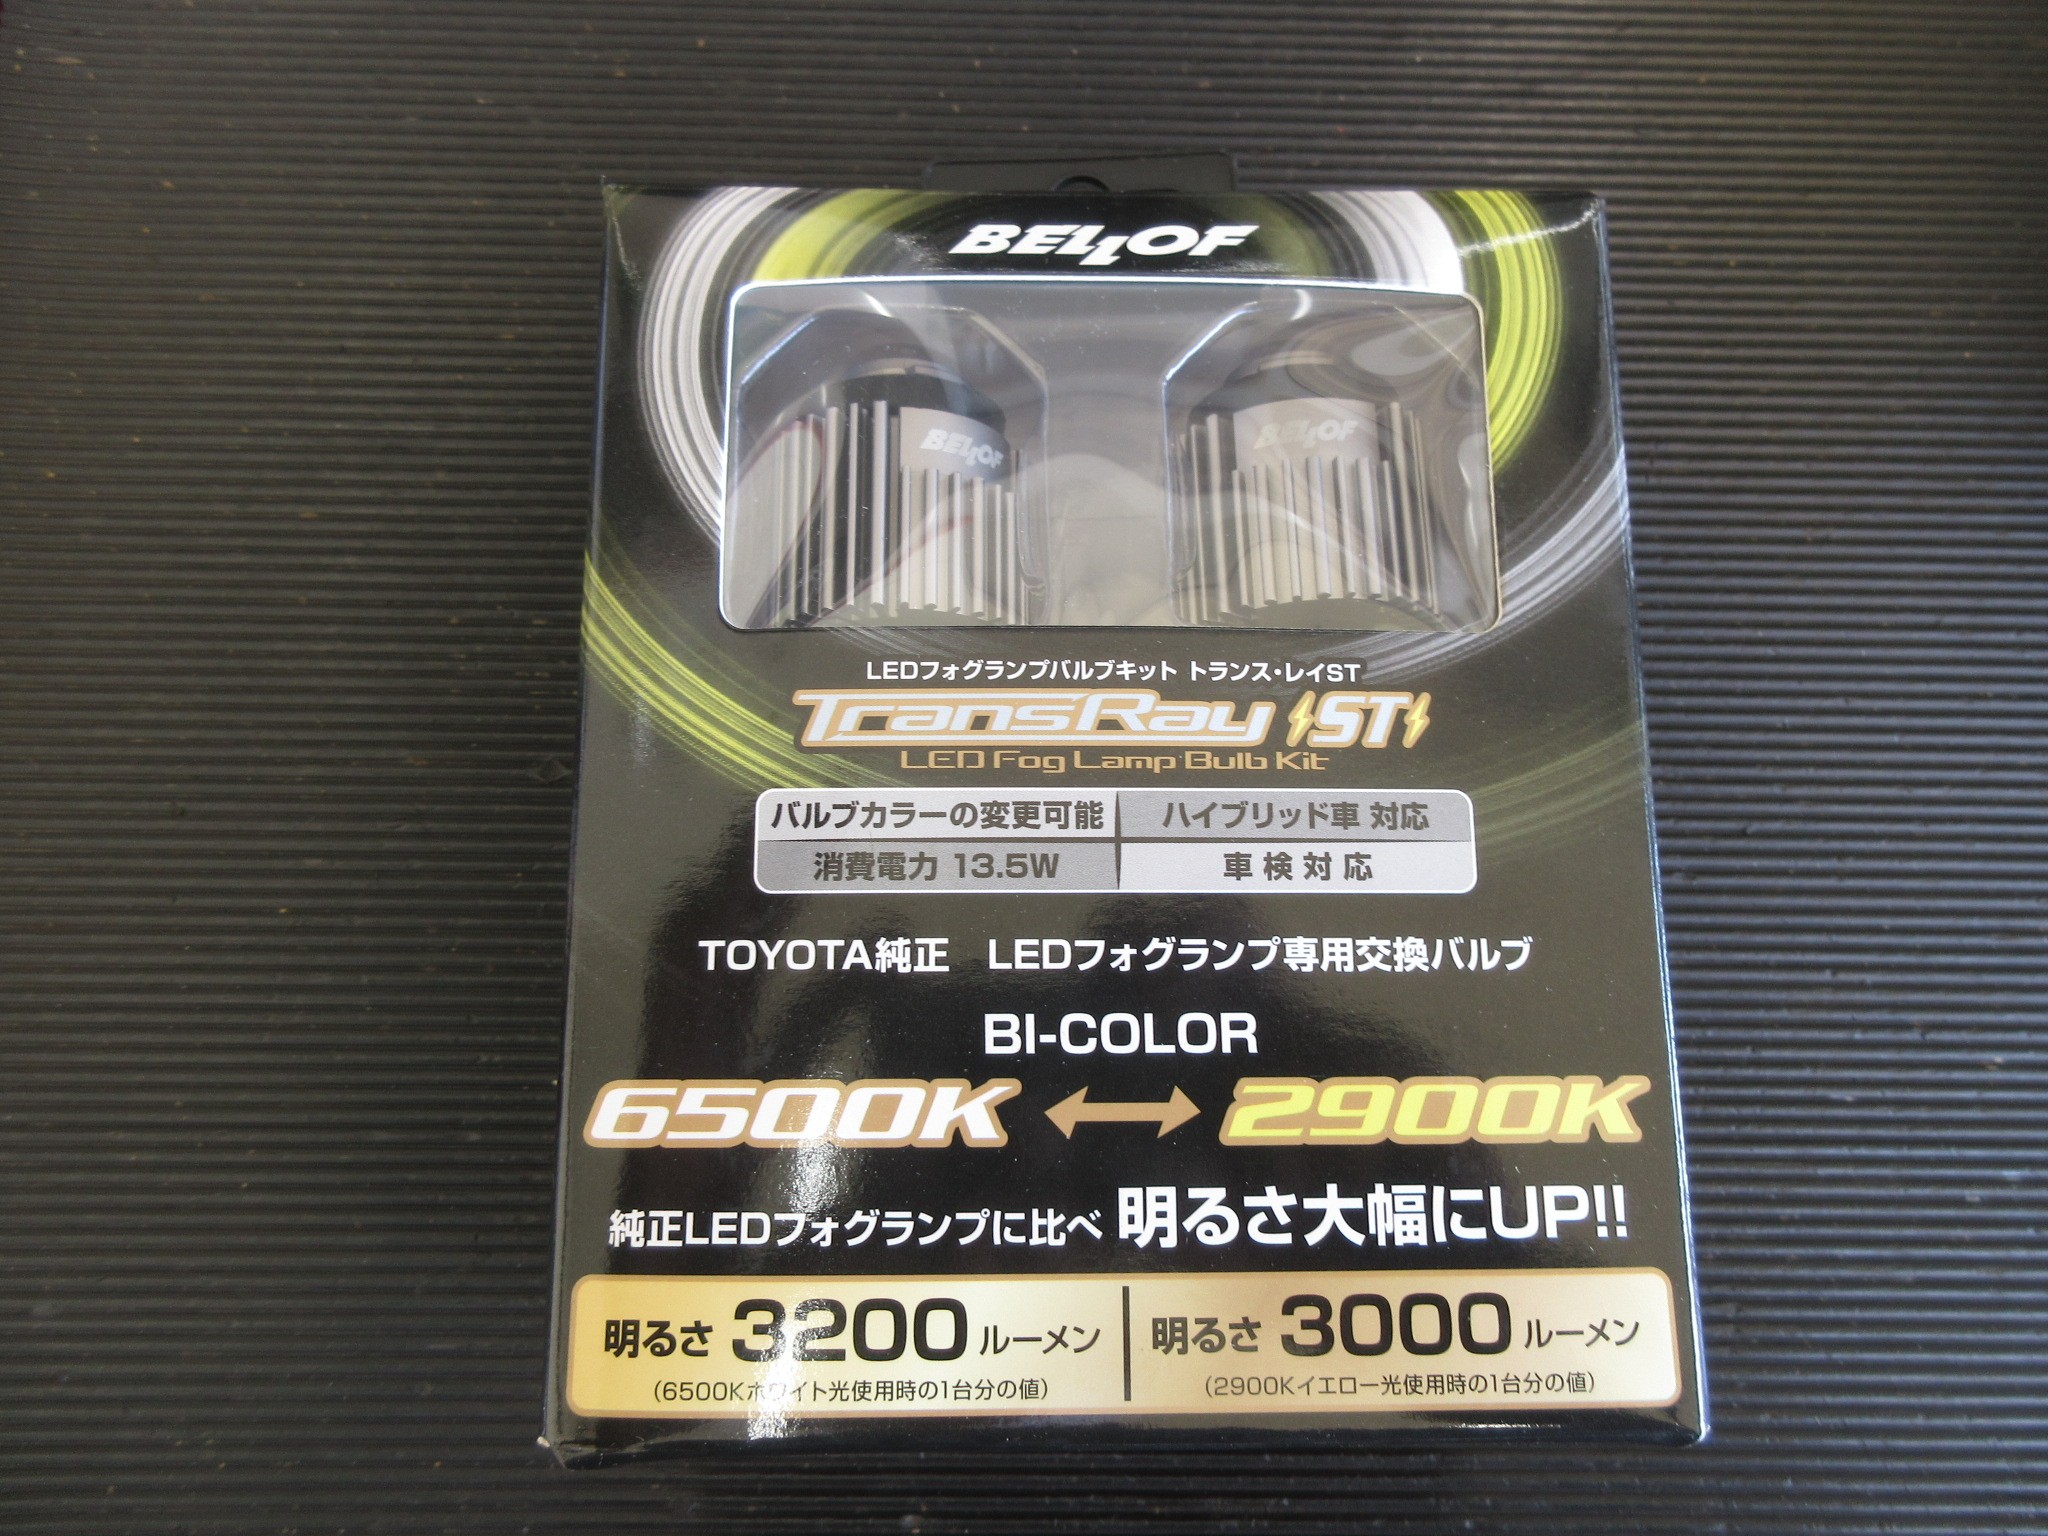 BELLOF
BELLOF
BELLOF
LEDフォグランプバルブキット トランス・レイST
TransRay ST
LED Fog Lamp Bulb Kit
バルブカラーの変更可能 ハイブリッド車 対応
消費電力 13.5W 車検対応
TOYOTA純正 LEDフォグランプ専用交換バルブ
BI-COLOR
6500K ↔ 2900K
純正LEDフォグランプに比べ 明るさ大幅にUP!!
明るさ 3200 ルーメン 明るさ 3000 ルーメン
(6500Kホワイト光使用時の1台分の値) (2900Kイエロー光使用時の1台分の値)